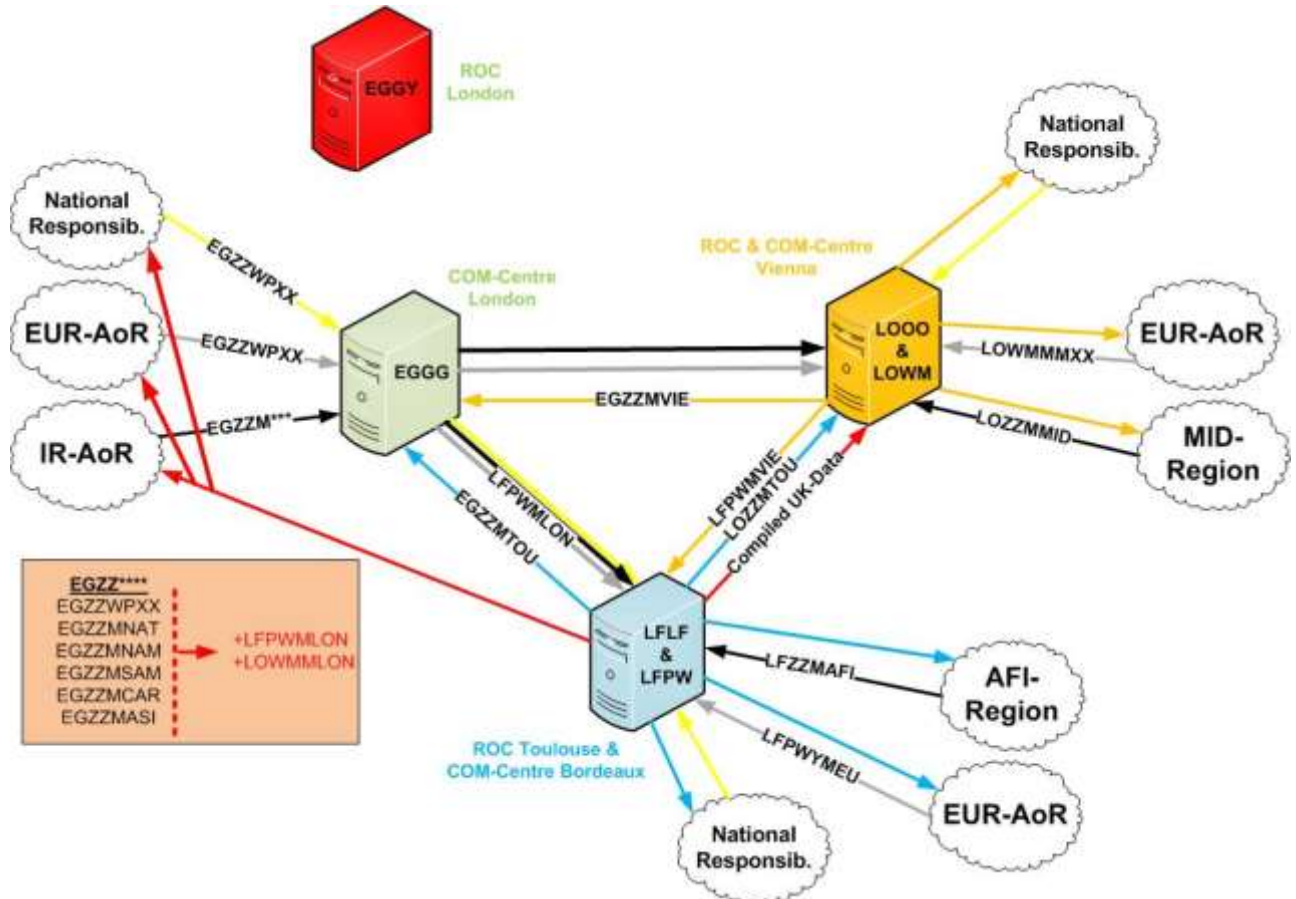 EGGY
ROC
London
National
Responsib.
National
Responsib.
EGZZWPXX
ROC & COM-Centre
Vienna
COM-Centre
London
EUR-AoR
EGZZWPXX
EGGG
LOOO
&
LOWM
EUR-AoR
LOWMMMXX
EGZZMVIE
IR-AoR
EGZZM***
LOZZMMID
MID-
Region
LFPWMLON
EGZZMTOU
LFPWMVIE
LOZZMTOU
Compiled UK-Data
EGZZ****
EGZZWPXX
EGZZMNAT
EGZZMNAM
EGZZMSAM
EGZZMCAR
EGZZMASI
+LFPWMLON
+LOWMMLON
LFLF
&
LFPW
LFZZMAFI
AFI-
Region
LFPWYMEU
EUR-AoR
ROC Toulouse &
COM-Centre Bordeaux
National
Responsib.